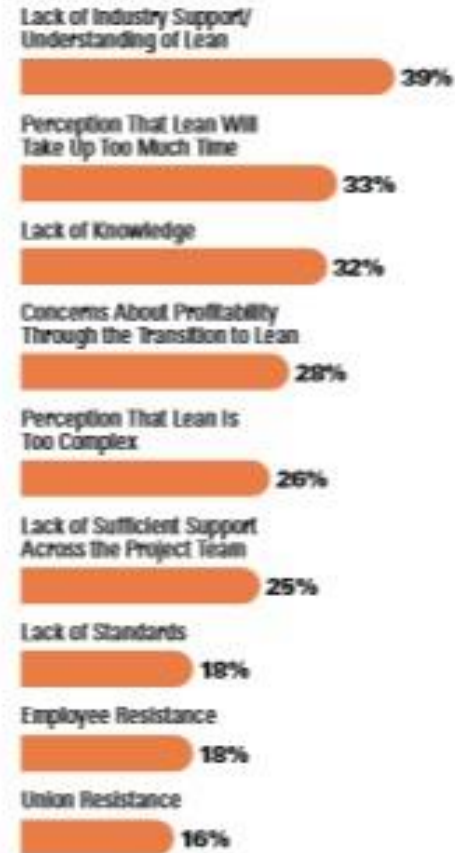 Lack of Industry Support/
Understanding of Lean
39%
Perception That Lean Will
Take Up Too Much Time
33%
Lack of Knowledge
32%
Concerns About Profitability
Through the Transition to Lean
28%
Perception That Lean Is
Too Complex
26%
Lack of Sufficient Support
Across the Project Team
25%
Lack of Standards
18%
Employee Resistance
18%
Union Resistance
16%